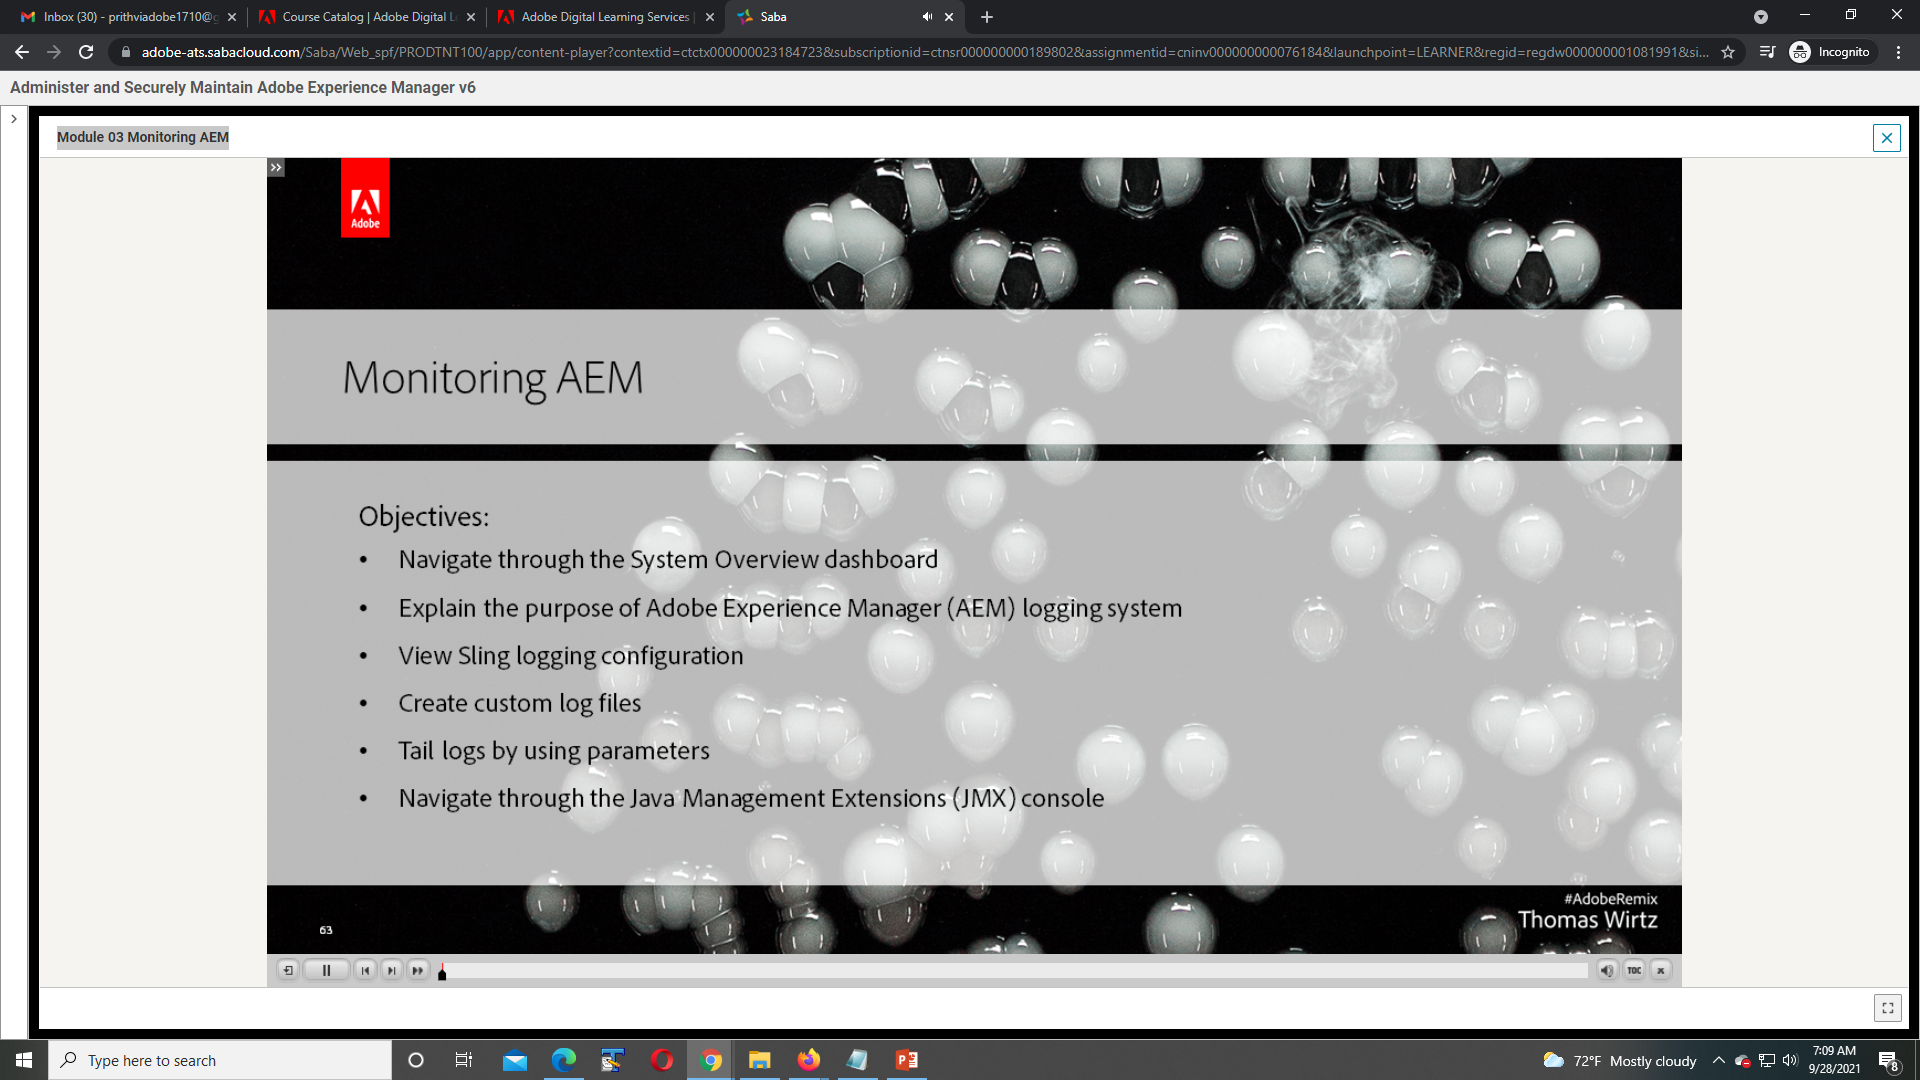 Inbox (30) - prithviadobe1710@g
Course Catalog | Adobe Digital L
Adobe Digital Learning Services |
Saba
adobe-ats.sabacloud.com/Saba/Web_spf/PRODTNT100/app/content-player?contextid=ctctx000000023184723&subscriptionid=ctnsr0000000000189802&assignmentid=cninv000000000076184&launchpoint=LEARNER&regid=regdw000000001081991&si...
Incognito
Administer and Securely Maintain Adobe Experience Manager v6
Module 03 Monitoring AEM
Adobe
Monitoring AEM
Objectives:
• Navigate through the System Overview dashboard
• Explain the purpose of Adobe Experience Manager (AEM) logging system
• View Sling logging configuration
• Create custom log files
• Tail logs by using parameters
• Navigate through the Java Management Extensions (JMX) console
#AdobeRemix
Thomas Wirtz
63
TOC
Type here to search
72°F Mostly cloudy
7:09 AM
9/28/2021
8